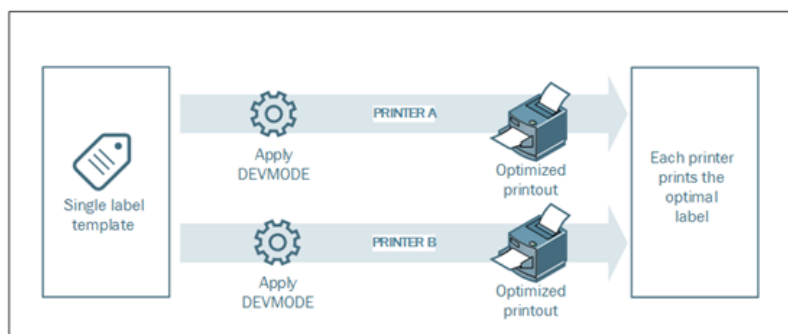 PRINTER A
Apply
DEVMODE
Optimized
printout
Single label
template
Each printer
prints the
optimal
label
PRINTER B
Apply
DEVMODE
Optimized
printout